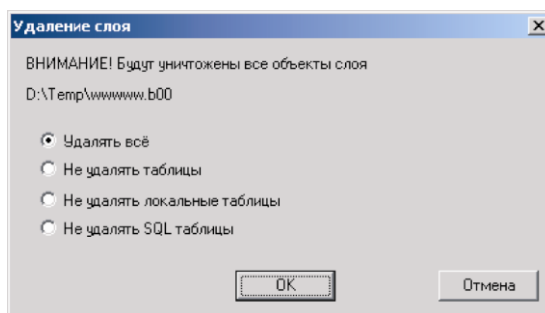 Удаление слоя
ВНИМАНИЕ! Будут уничтожены все объекты слоя
D:\Temp\wwwww.b00
Удалять всё
Не удалять таблицы
Не удалять локальные таблицы
Не удалять SQL таблицы
OK
Отмена